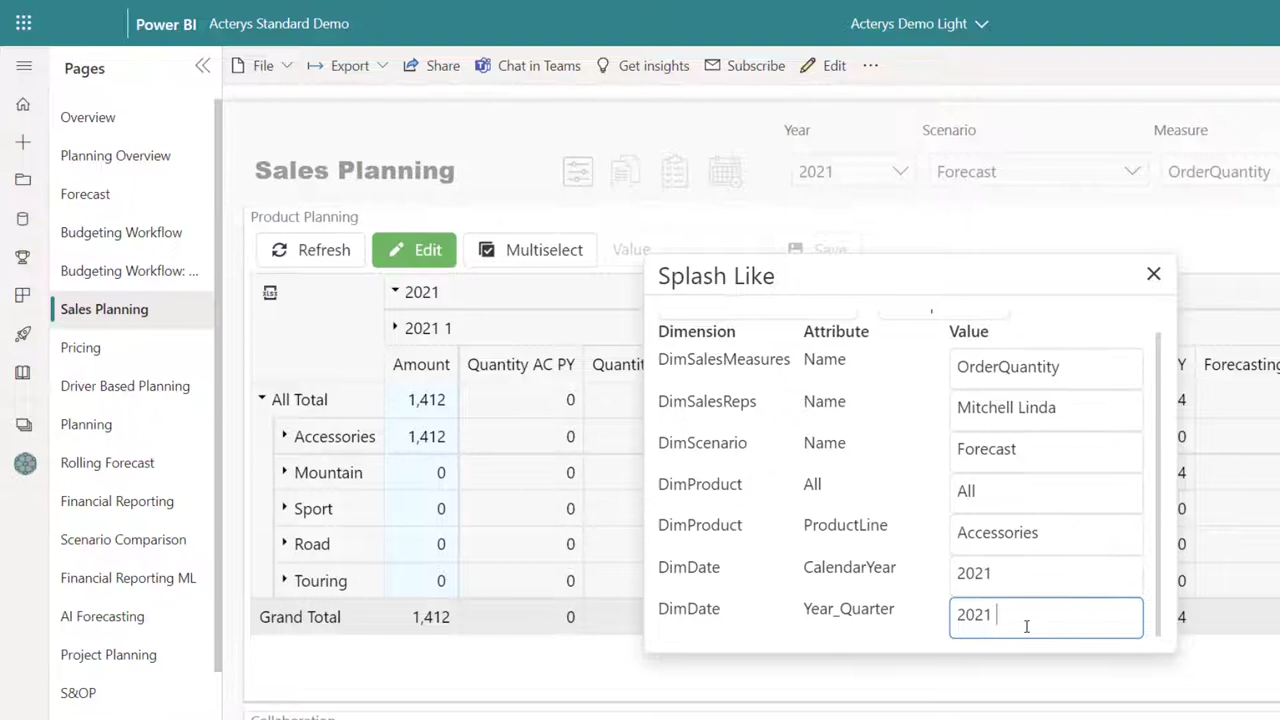 Power BI Acterys Standard Demo Acterys Demo Light
Pages
File Export Share Chat in Teams Get insights Subscribe Edit ...
Overview
Planning Overview
Forecast
Budgeting Workflow
Budgeting Workflow: ...
Sales Planning
Pricing
Driver Based Planning
Planning
Rolling Forecast
Financial Reporting
Scenario Comparison
Financial Reporting ML
AI Forecasting
Project Planning
S&OP
Sales Planning
Year Scenario Measure
2021 Forecast OrderQuantity
Product Planning
Refresh Edit Multiselect Value Save
XLSX 2021
2021 1
Amount Quantity AC PY Quantit Y Forecasting
All Total 1,412 0 4
Accessories 1,412 0 0
Mountain 0 0 4
Sport 0 0 0
Road 0 0 0
Touring 0 0 0
Grand Total 1,412 0 4
Splash Like
Dimension Attribute Value
DimSalesMeasures Name OrderQuantity
DimSalesReps Name Mitchell Linda
DimScenario Name Forecast
DimProduct All All
DimProduct ProductLine Accessories
DimDate CalendarYear 2021
DimDate Year_Quarter 2021